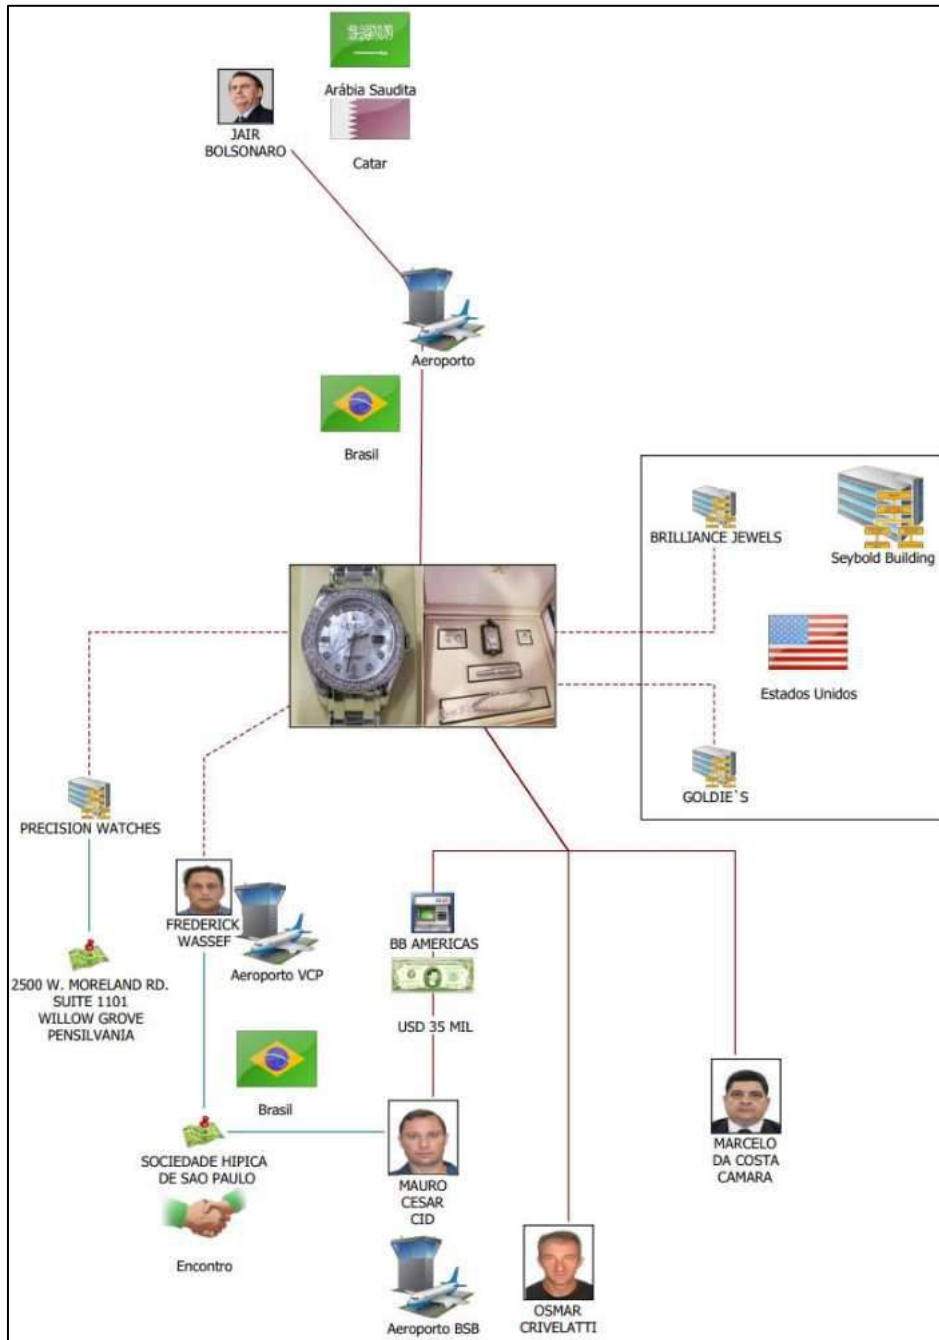 Arábia Saudita
JAIR
BOLSONARO
Catar
Aeroporto
Brasil
BRILLIANCE JEWELS
Seybold Building
Estados Unidos
GOLDIE`S
PRECISION WATCHES
FREDERICK
WASSEF
Aeroporto VCP
BB AMERICAS
2500 W. MORELAND RD.
SUITE 1101
WILLOW GROVE
PENSILVANIA
USD 35 MIL
Brasil
SOCIEDADE HIPICA
DE SAO PAULO
Encontro
MAURO
CESAR
CID
Aeroporto BSB
MARCELO
DA COSTA
CAMARA
OSMAR
CRIVELATTI